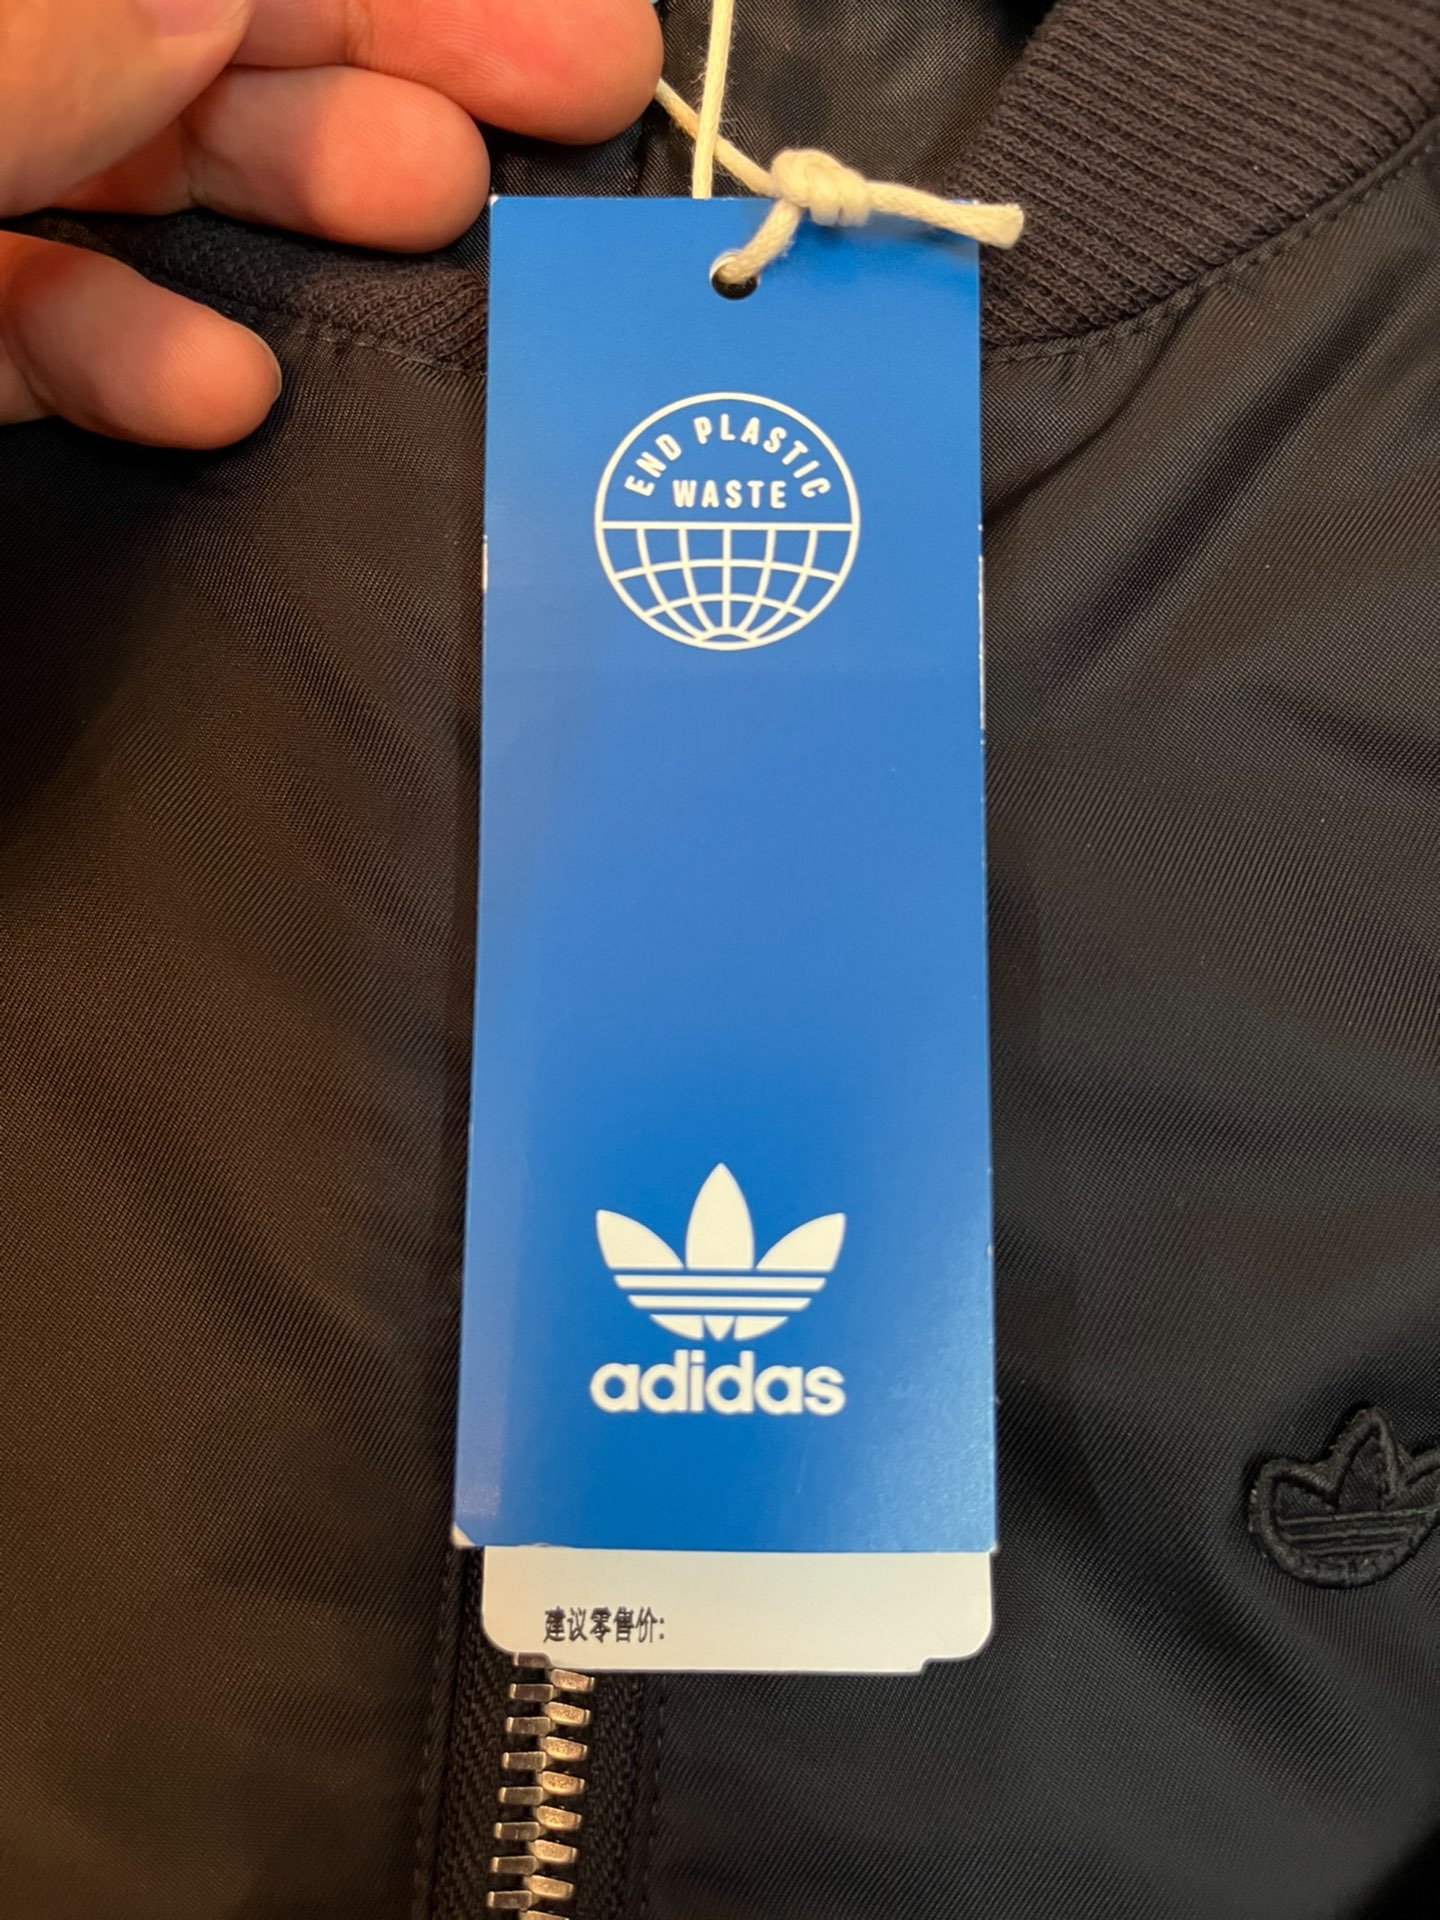 END PLASTIC
WASTE
adidas
建议零售价: